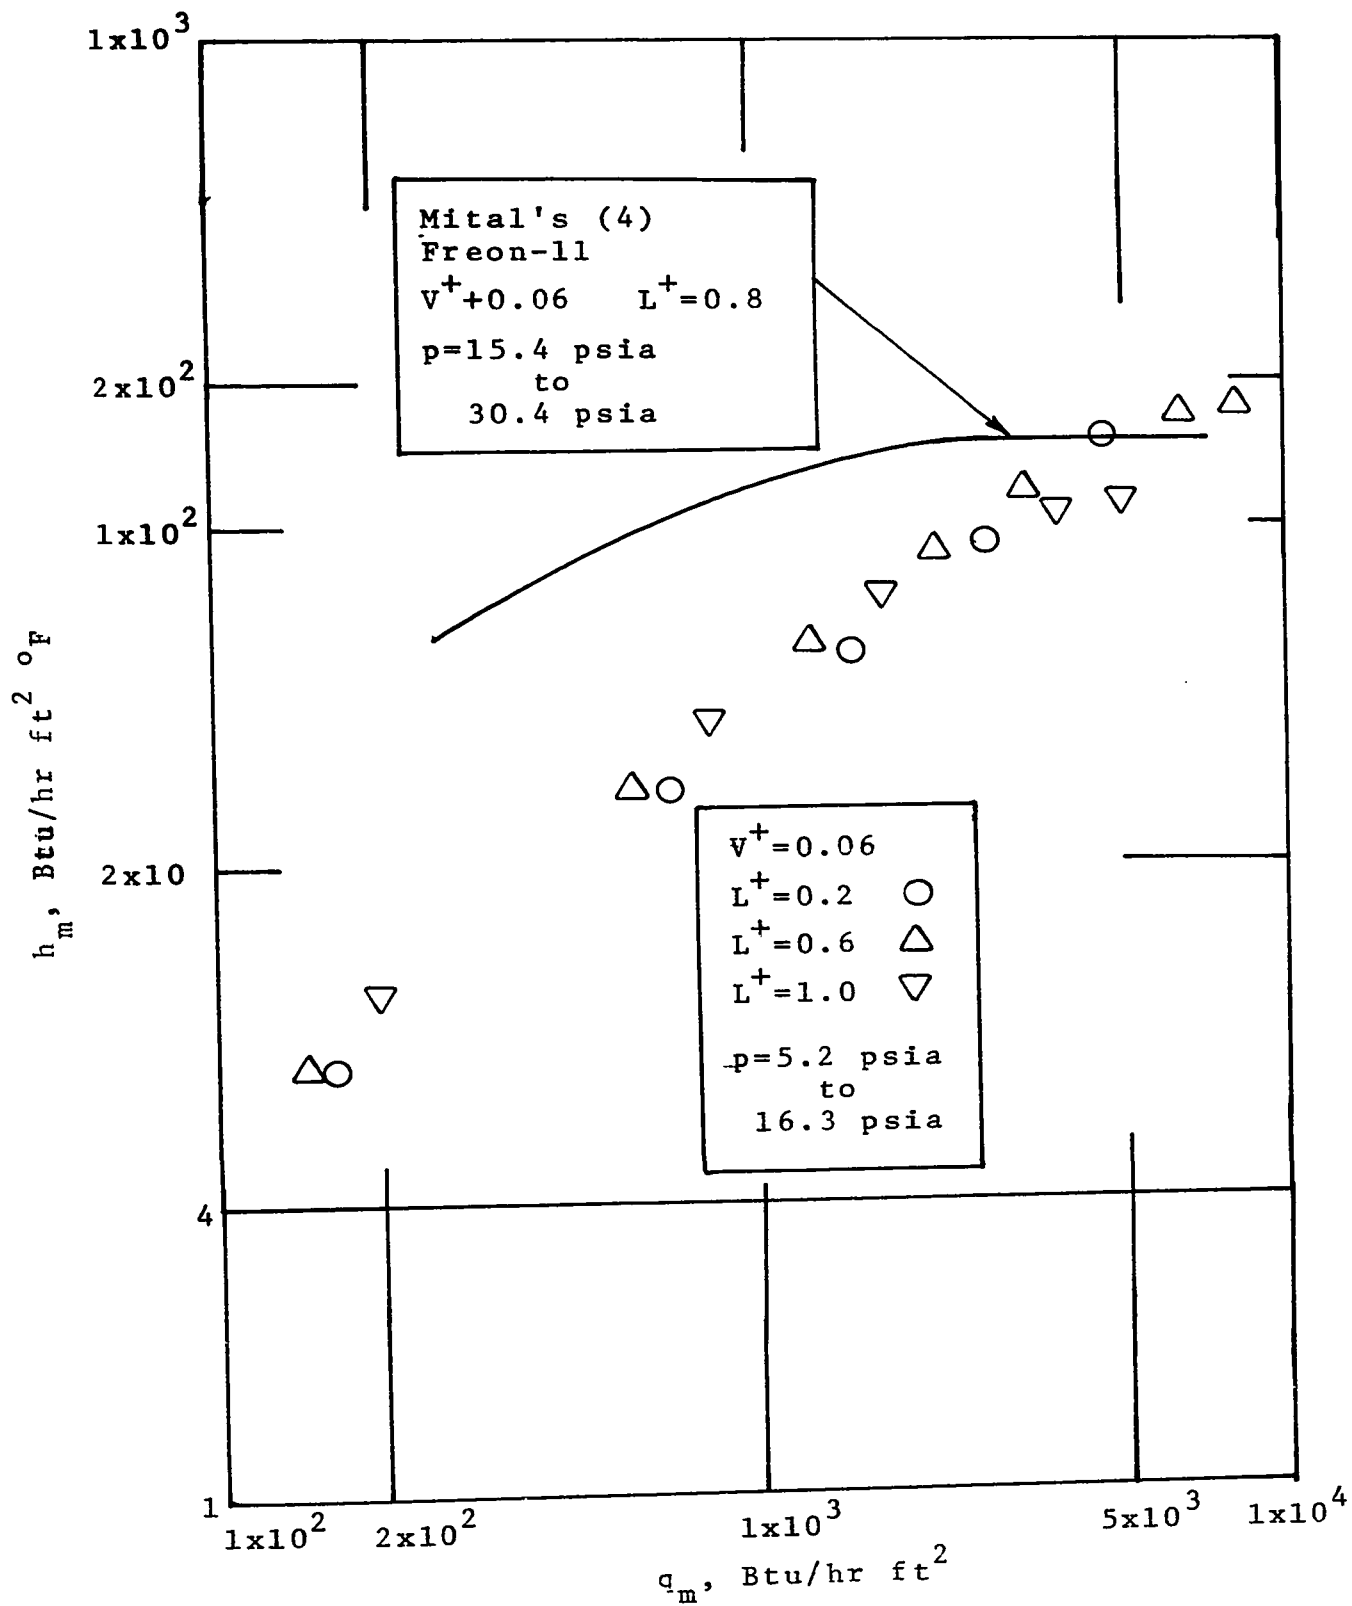 1x10³
Mital's (4)
Freon-11
V⁺+0.06 L⁺=0.8
p=15.4 psia
to
30.4 psia
2x10²
1x10²
h_m, Btu/hr ft² °F
2x10
V⁺=0.06
L⁺=0.2
L⁺=0.6
L⁺=1.0
p=5.2 psia
to
16.3 psia
4
1
1x10² 2x10² 1x10³ 5x10³ 1x10⁴
q_m, Btu/hr ft²